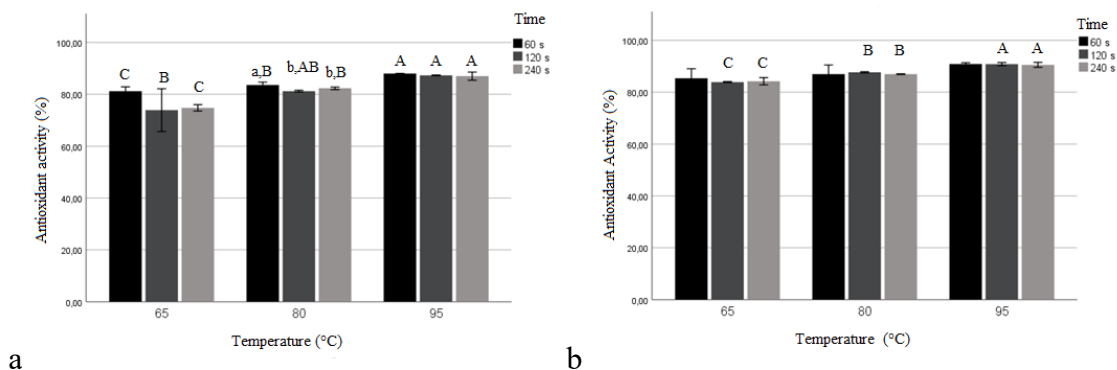 Time
60 s
120 s
240 s
100,00
80,00
60,00
40,00
20,00
0,00
Antioxidant activity (%)
C B C a,B b,AB b,B A A A
65 80 95
Temperature (°C)
a
Time
60 s
120 s
240 s
100,00
80,00
60,00
40,00
20,00
0,00
Antioxidant Activity (%)
C C B B A A
65 80 95
Temperature (°C)
b